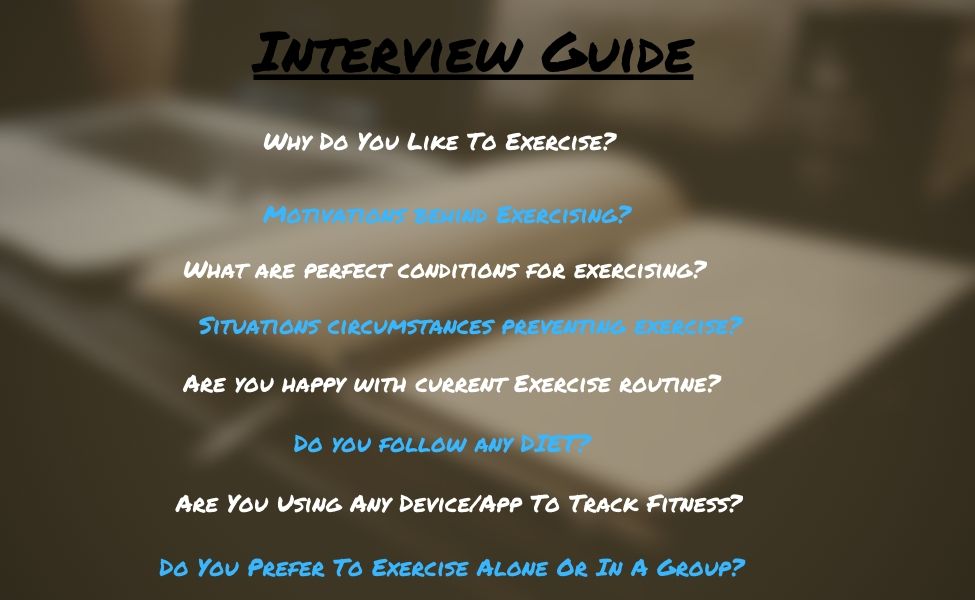 Interview Guide
Why Do You Like To Exercise?
Motivations behind Exercising?
What are perfect conditions for exercising?
Situations circumstances preventing exercise?
Are you happy with current Exercise routine?
Do you follow any DIET?
Are You Using Any Device/App To Track Fitness?
Do You Prefer To Exercise Alone Or In A Group?